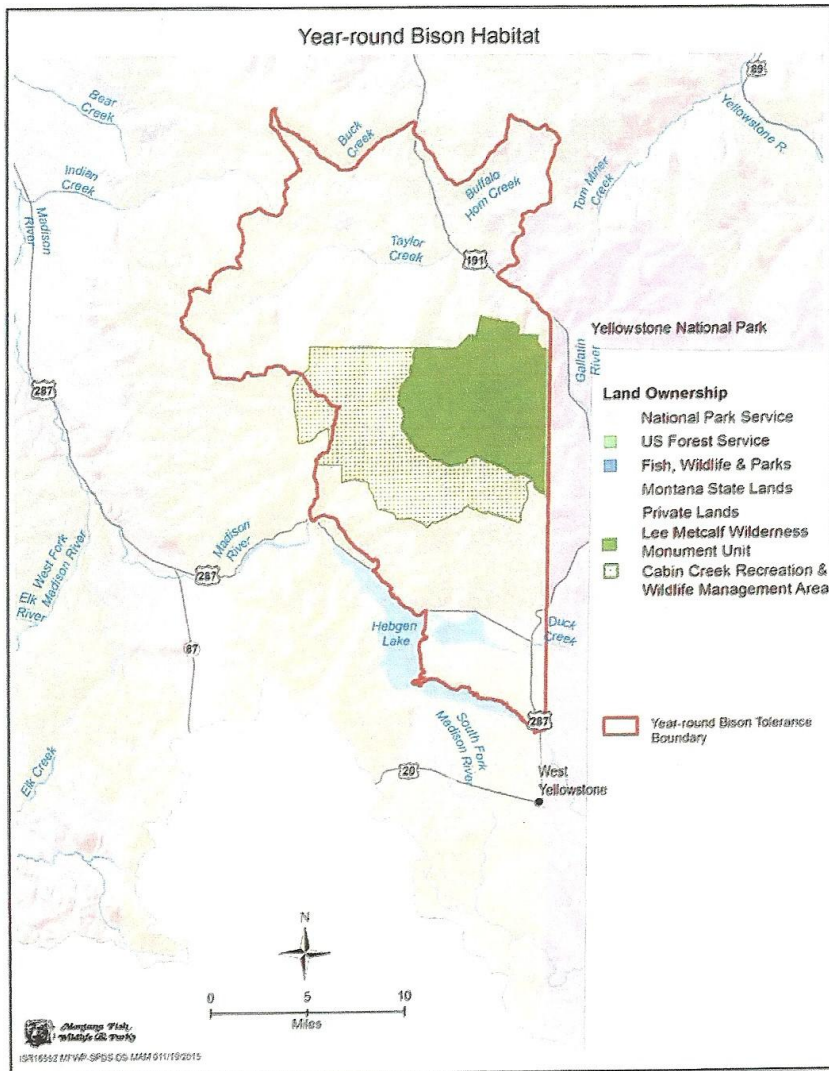 Year-round Bison Habitat
89
Bear
Creek
Buck
Creek
Yellowstone R.
Indian
Creek
Buffalo
Horn Creek
Tom Miner
Creek
Madison
River
Taylor
Creek
191
Yellowstone National Park
Gallatin
River
287
Land Ownership
National Park Service
US Forest Service
Fish, Wildlife & Parks
Montana State Lands
Private Lands
Lee Metcalf Wilderness
Monument Unit
Cabin Creek Recreation &
Wildlife Management Area
Madison
River
West Fork
Madison River
287
Elk
River
87
Hebgen
Lake
Duck
Creek
287
Year-round Bison Tolerance
Boundary
South Fork
Madison River
20
West
Yellowstone
Elk Creek
N
0 5 10
Miles
Montana Fish
Wildlife & Parks